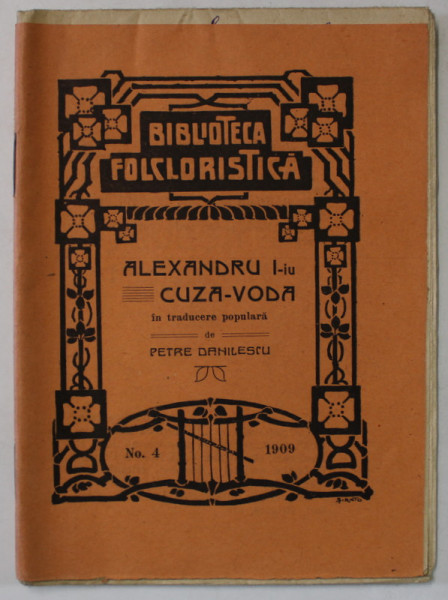 BIBLIOTECA
FOLCLORISTICĂ
ALEXANDRU I-iu
CUZA-VODA
în traducere populară
de
PETRE DANILESCU
No. 4 1909